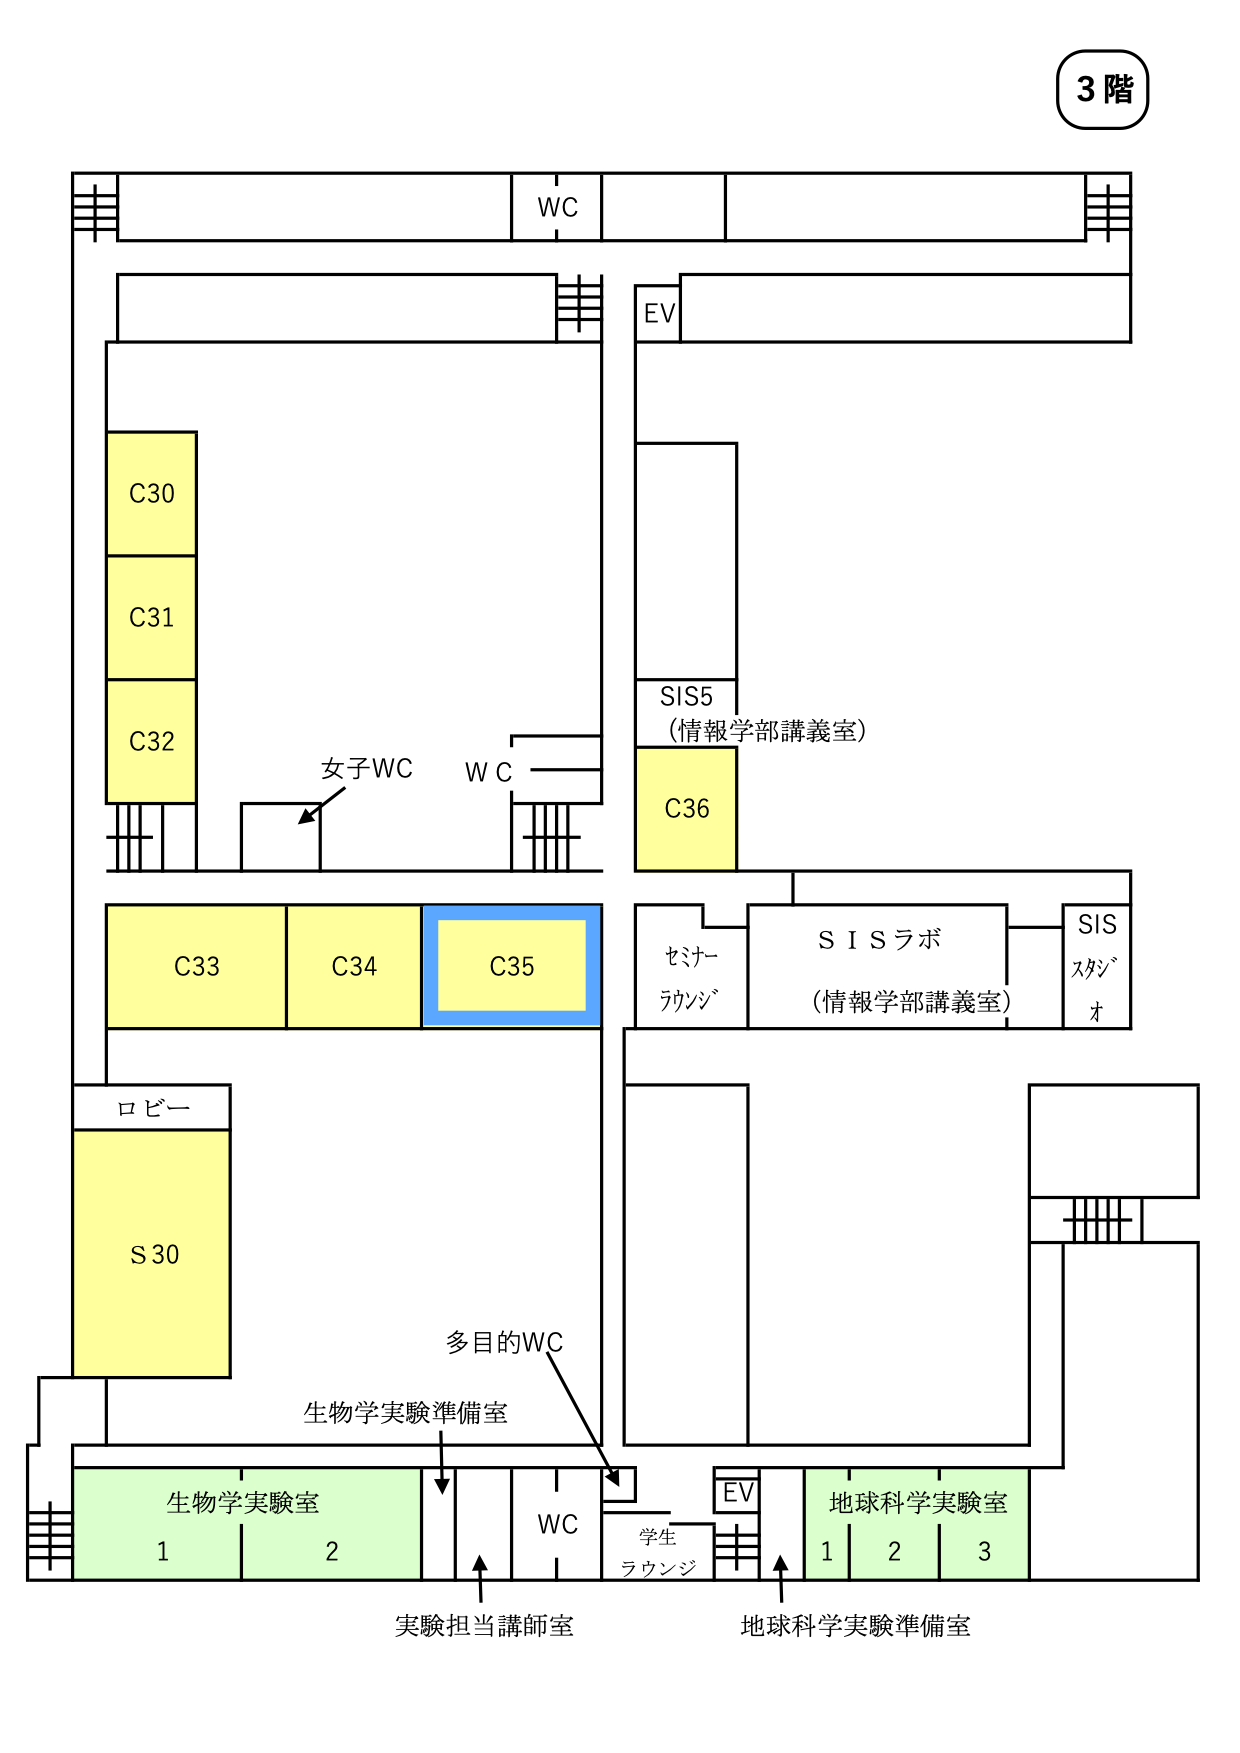 3階
WC
EV
C30
C31
C32
SIS5
（情報学部講義室）
女子WC
WC
C36
C33
C34
C35
セミナー
ラウンジ
ＳＩＳラボ
（情報学部講義室）
SIS
スタジ
オ
ロビー
Ｓ30
多目的WC
生物学実験準備室
生物学実験室
1
2
WC
学生
ラウンジ
EV
地球科学実験室
1
2
3
実験担当講師室
地球科学実験準備室